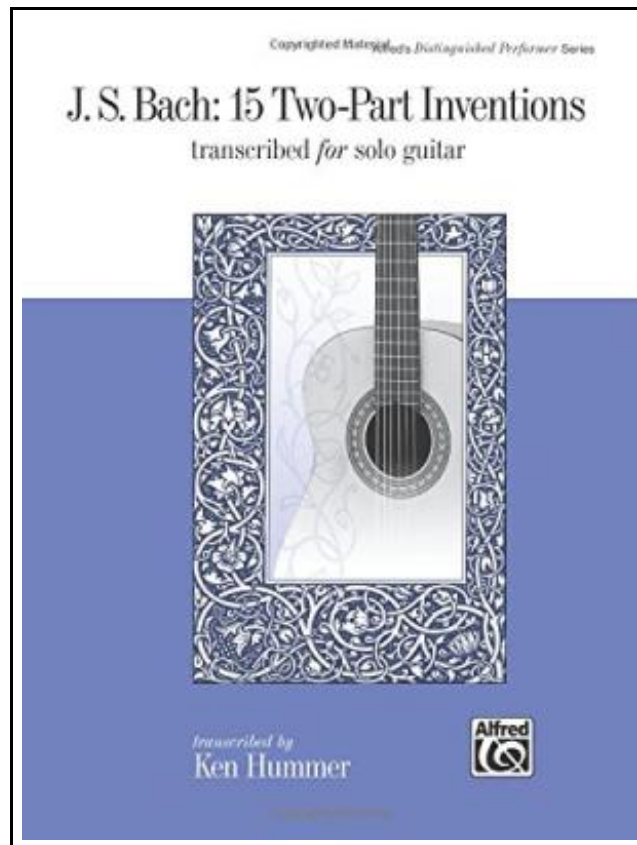 Copyrighted Material
Alfred's Distinguished Performer Series
J. S. Bach: 15 Two-Part Inventions
transcribed for solo guitar
transcribed by
Ken Hummer
Alfred